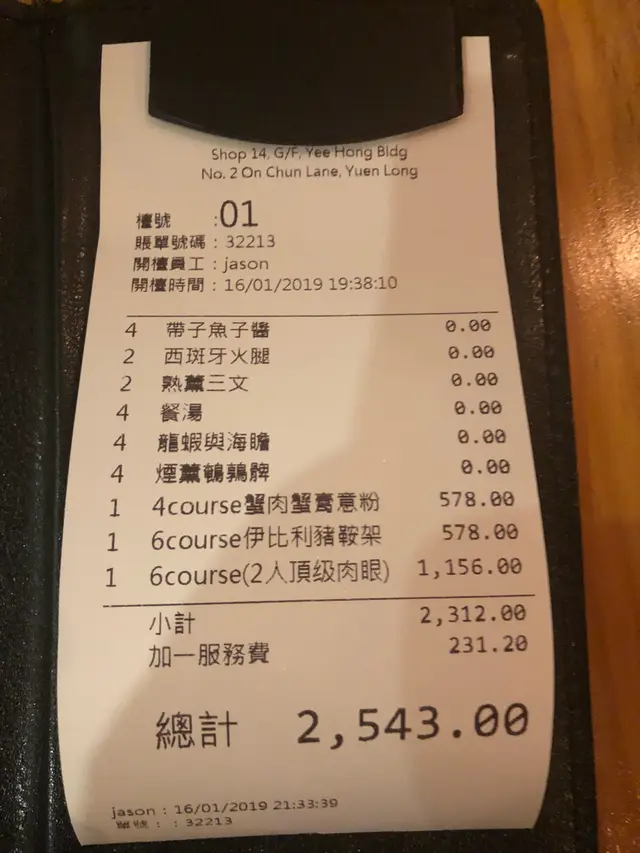 Shop 14, G/F, Yee Hong Bldg
No. 2 On Chun Lane, Yuen Long
檯號 :01
賬單號碼 : 32213
開檯員工 : jason
開檯時間 : 16/01/2019 19:38:10
4 帶子魚子醬 0.00
2 西班牙火腿 0.00
2 熟薰三文 0.00
4 餐湯 0.00
4 龍蝦與海瞻 0.00
4 煙薰鵪鶉髀 0.00
1 4course蟹肉蟹膏意粉 578.00
1 6course伊比利豬鞍架 578.00
1 6course(2人頂级肉眼) 1,156.00
小計 2,312.00
加一服務費 231.20
總計 2,543.00
jason : 16/01/2019 21:33:39
單號 : : 32213